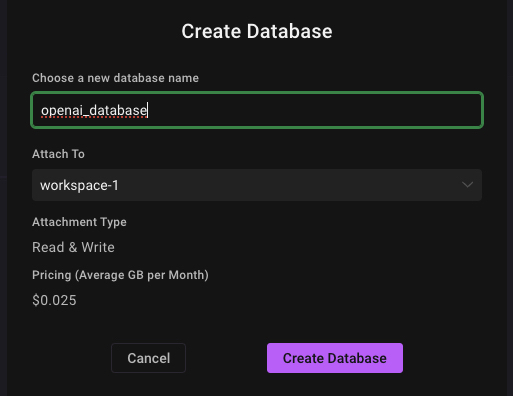 Create Database
Choose a new database name
openai_database
Attach To
workspace-1
Attachment Type
Read & Write
Pricing (Average GB per Month)
$0.025
Cancel
Create Database